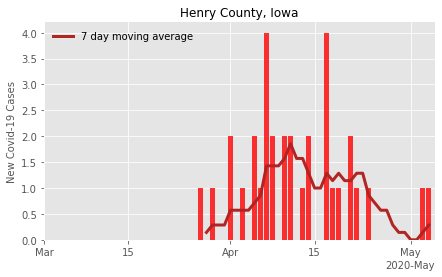 Henry County, Iowa
7 day moving average
New Covid-19 Cases
4.0
3.5
3.0
2.5
2.0
1.5
1.0
0.5
0.0
Mar 15 Apr 15 May
2020-May